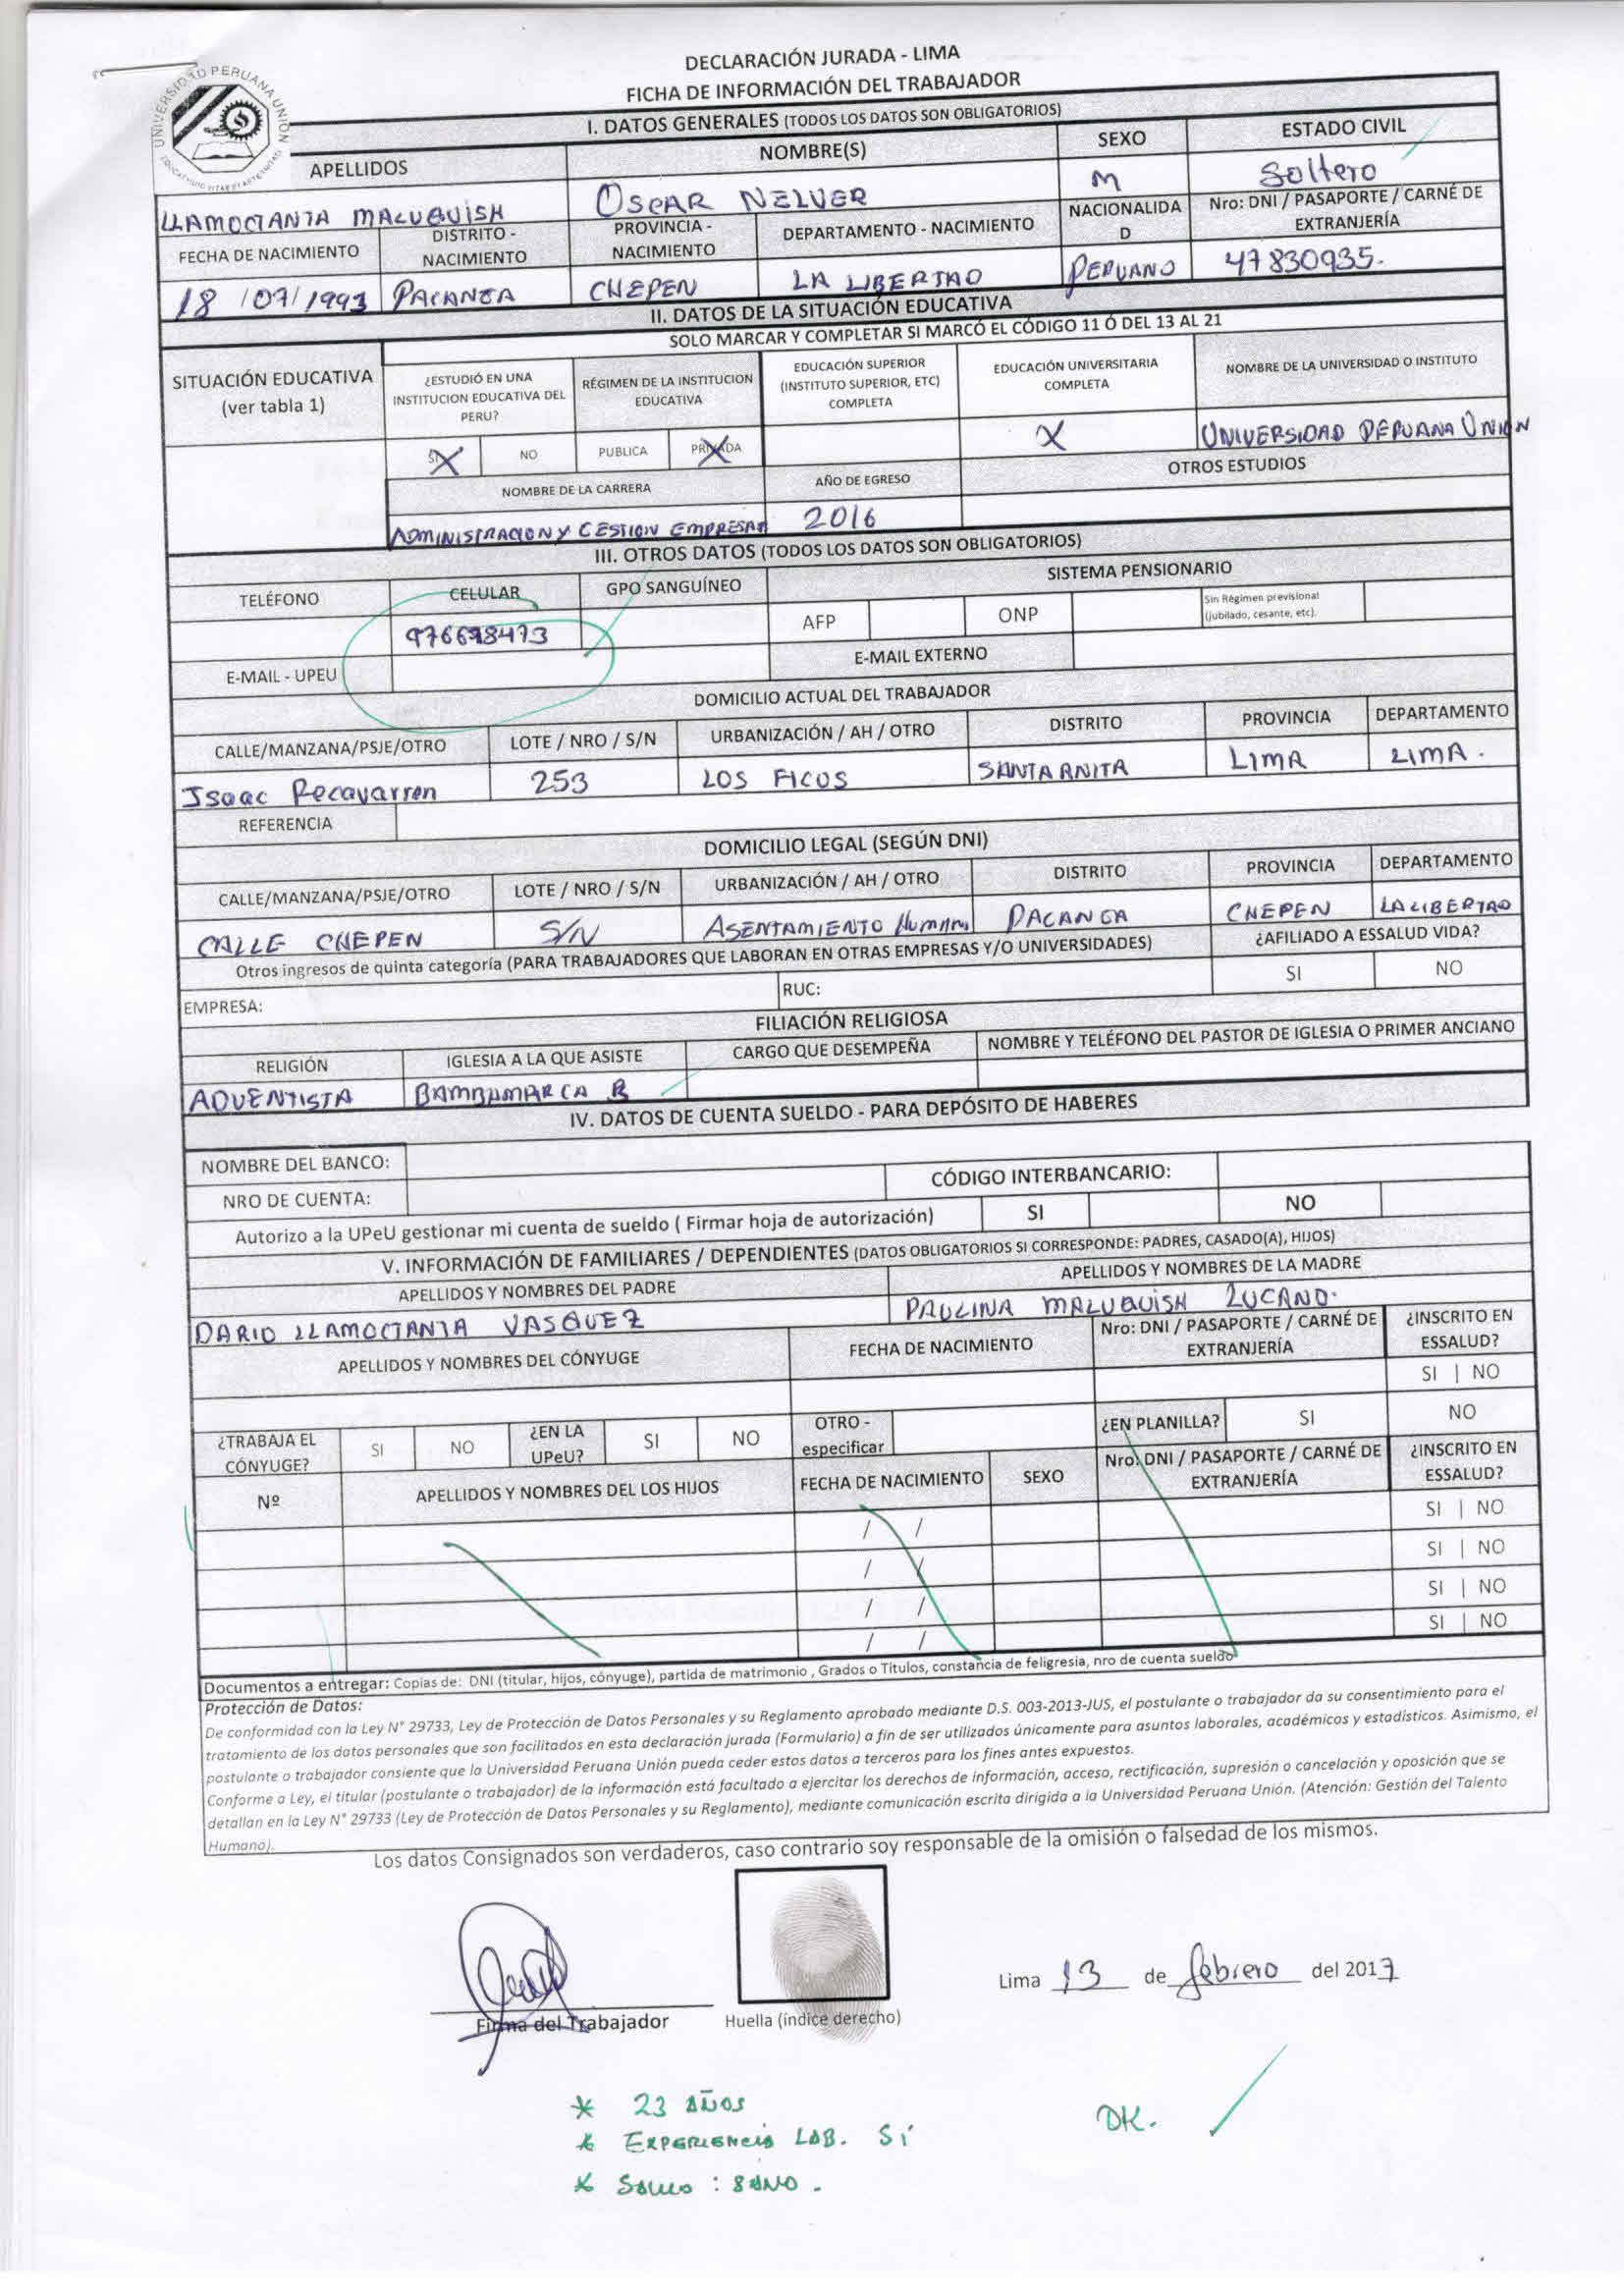 DECLARACIÓN JURADA - LIMA
FICHA DE INFORMACIÓN DEL TRABAJADOR
UNIVERSIDAD PERUANA UNIÓN
I. DATOS GENERALES (TODOS LOS DATOS SON OBLIGATORIOS)
APELLIDOS NOMBRE(S) SEXO ESTADO CIVIL
LLAMOCTANTA MALUQUISH OSCAR NELVER M Soltero
FECHA DE NACIMIENTO DISTRITO - NACIMIENTO PROVINCIA - NACIMIENTO DEPARTAMENTO - NACIMIENTO NACIONALIDAD Nro: DNI / PASAPORTE / CARNÉ DE EXTRANJERÍA
18 /07/1993 PACANGA CHEPEN LA LIBERTAD PERUANO 47830935.
II. DATOS DE LA SITUACIÓN EDUCATIVA
SOLO MARCAR Y COMPLETAR SI MARCÓ EL CÓDIGO 11 Ó DEL 13 AL 21
SITUACIÓN EDUCATIVA (ver tabla 1) ¿ESTUDIÓ EN UNA INSTITUCION EDUCATIVA DEL PERU? RÉGIMEN DE LA INSTITUCION EDUCATIVA EDUCACIÓN SUPERIOR (INSTITUTO SUPERIOR, ETC) COMPLETA EDUCACIÓN UNIVERSITARIA COMPLETA NOMBRE DE LA UNIVERSIDAD O INSTITUTO
SI X NO PUBLICA PRIVADA X X UNIVERSIDAD PERUANA UNION
NOMBRE DE LA CARRERA AÑO DE EGRESO OTROS ESTUDIOS
ADMINISTRACION Y GESTION EMPRESAR 2016
III. OTROS DATOS (TODOS LOS DATOS SON OBLIGATORIOS)
TELÉFONO CELULAR GPO SANGUÍNEO SISTEMA PENSIONARIO
976698473 AFP ONP Sin Régimen previsional (jubilado, cesante, etc).
E-MAIL - UPEU E-MAIL EXTERNO
DOMICILIO ACTUAL DEL TRABAJADOR
CALLE/MANZANA/PSJE/OTRO LOTE / NRO / S/N URBANIZACIÓN / AH / OTRO DISTRITO PROVINCIA DEPARTAMENTO
Isaac Recavarren 253 LOS FICUS SANTA ANITA LIMA LIMA.
REFERENCIA
DOMICILIO LEGAL (SEGÚN DNI)
CALLE/MANZANA/PSJE/OTRO LOTE / NRO / S/N URBANIZACIÓN / AH / OTRO DISTRITO PROVINCIA DEPARTAMENTO
CALLE CHEPEN S/N ASENTAMIENTO HUMANO PACANGA CHEPEN LA LIBERTAD
Otros ingresos de quinta categoría (PARA TRABAJADORES QUE LABORAN EN OTRAS EMPRESAS Y/O UNIVERSIDADES) ¿AFILIADO A ESSALUD VIDA?
EMPRESA: RUC: SI NO
FILIACIÓN RELIGIOSA
RELIGIÓN IGLESIA A LA QUE ASISTE CARGO QUE DESEMPEÑA NOMBRE Y TELÉFONO DEL PASTOR DE IGLESIA O PRIMER ANCIANO
ADVENTISTA BAMBAMARCA B
IV. DATOS DE CUENTA SUELDO - PARA DEPÓSITO DE HABERES
NOMBRE DEL BANCO:
NRO DE CUENTA: CÓDIGO INTERBANCARIO:
Autorizo a la UPeU gestionar mi cuenta de sueldo ( Firmar hoja de autorización) SI NO
V. INFORMACIÓN DE FAMILIARES / DEPENDIENTES (DATOS OBLIGATORIOS SI CORRESPONDE: PADRES, CASADO(A), HIJOS)
APELLIDOS Y NOMBRES DEL PADRE APELLIDOS Y NOMBRES DE LA MADRE
DARIO LLAMOCTANTA VASQUEZ PAULINA MALUQUISH LUCANO.
APELLIDOS Y NOMBRES DEL CÓNYUGE FECHA DE NACIMIENTO Nro: DNI / PASAPORTE / CARNÉ DE EXTRANJERÍA ¿INSCRITO EN ESSALUD?
SI | NO
¿TRABAJA EL CÓNYUGE? SI NO ¿EN LA UPeU? SI NO OTRO - especificar ¿EN PLANILLA? SI NO
Nº APELLIDOS Y NOMBRES DEL LOS HIJOS FECHA DE NACIMIENTO SEXO Nro: DNI / PASAPORTE / CARNÉ DE EXTRANJERÍA ¿INSCRITO EN ESSALUD?
/ / SI | NO
/ / SI | NO
/ / SI | NO
/ / SI | NO
Documentos a entregar: Copias de: DNI (titular, hijos, cónyuge), partida de matrimonio , Grados o Títulos, constancia de feligresia, nro de cuenta sueldo
Protección de Datos:
De conformidad con la Ley N° 29733, Ley de Protección de Datos Personales y su Reglamento aprobado mediante D.S. 003-2013-JUS, el postulante o trabajador da su consentimiento para el
tratamiento de los datos personales que son facilitados en esta declaración jurada (Formulario) a fin de ser utilizados únicamente para asuntos laborales, académicos y estadísticos. Asimismo, el
postulante o trabajador consiente que la Universidad Peruana Unión pueda ceder estos datos a terceros para los fines antes expuestos.
Conforme a Ley, el titular (postulante o trabajador) de la información está facultado a ejercitar los derechos de información, acceso, rectificación, supresión o cancelación y oposición que se
detallan en la Ley N° 29733 (Ley de Protección de Datos Personales y su Reglamento), mediante comunicación escrita dirigida a la Universidad Peruana Unión. (Atención: Gestión del Talento
Humano).
Los datos Consignados son verdaderos, caso contrario soy responsable de la omisión o falsedad de los mismos.
Lima 13 de febrero del 2017
Firma del Trabajador Huella (índice derecho)
* 23 AÑOS
* EXPERIENCIA LAB. Sí
* SALUD : SANO.
OK.